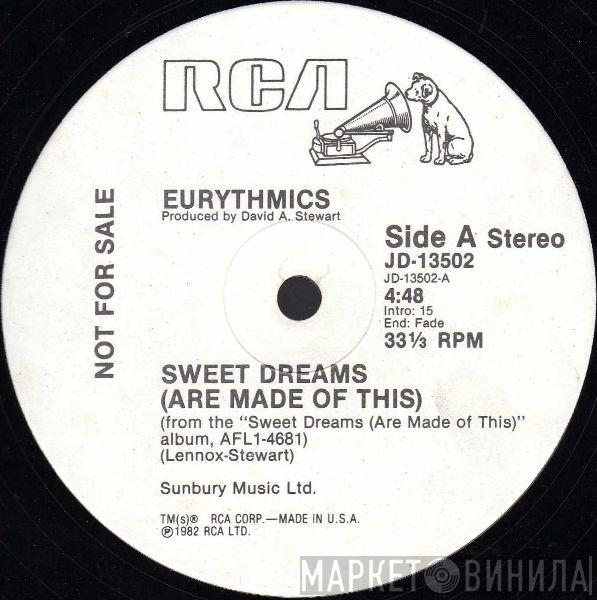 RCA
EURYTHMICS
Produced by David A. Stewart
NOT FOR SALE
Side A Stereo
JD-13502
JD-13502-A
4:48
Intro: 15
End: Fade
33⅓ RPM
SWEET DREAMS
(ARE MADE OF THIS)
(from the "Sweet Dreams (Are Made of This)"
album, AFL1-4681)
(Lennox-Stewart)
Sunbury Music Ltd.
TM(s)® RCA CORP.—MADE IN U.S.A.
℗1982 RCA LTD.
МАРКЕТ ВИНИЛА